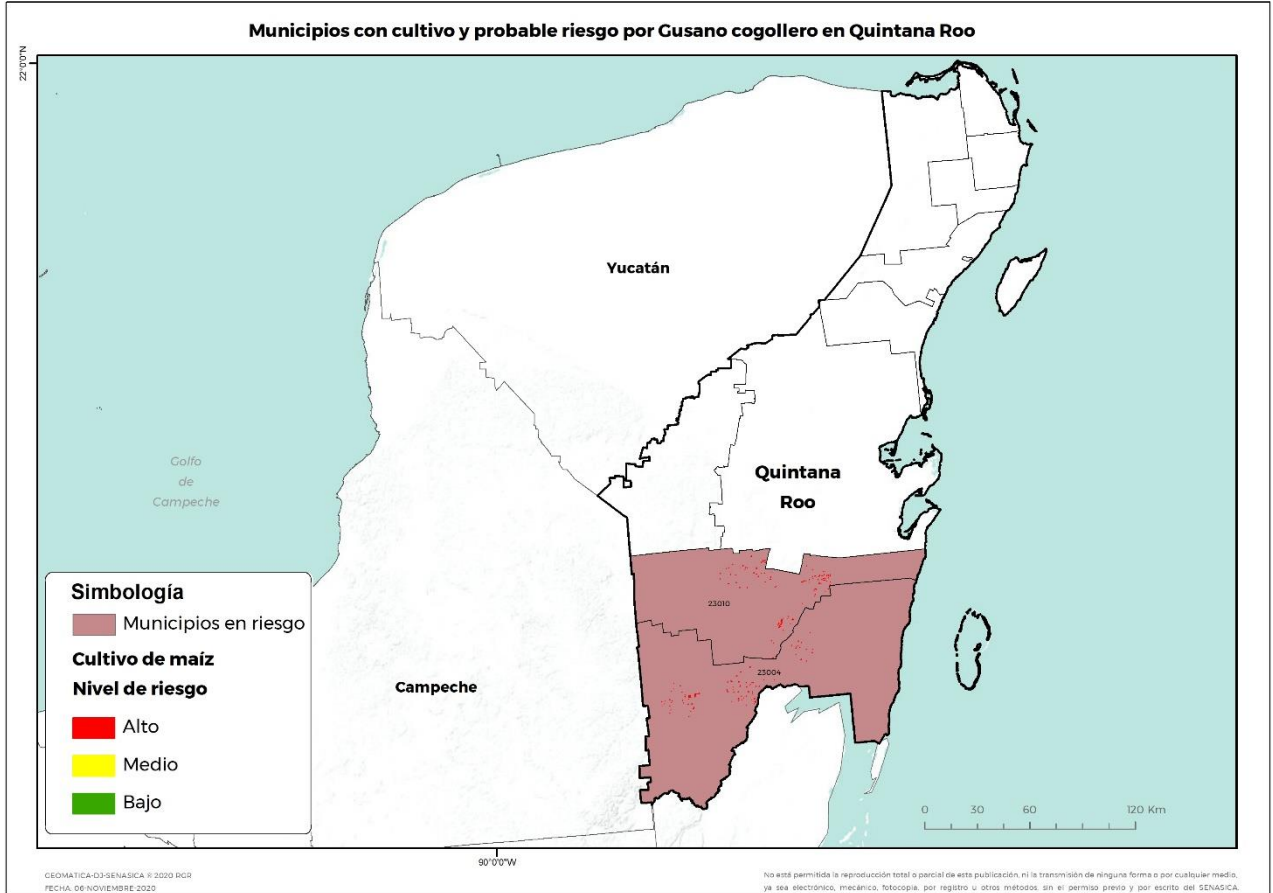 Municipios con cultivo y probable riesgo por Gusano cogollero en Quintana Roo
22°0'0"N
Yucatán
Golfo
de
Campeche
Quintana
Roo
23010
23004
Campeche
Simbología
Municipios en riesgo
Cultivo de maíz
Nivel de riesgo
Alto
Medio
Bajo
0 30 60 120 Km
90°0'0"W
GEOMATICA-DJ-SENASICA © 2020 RGR
FECHA: 06-NOVIEMBRE-2020
No está permitida la reproducción total o parcial de esta publicación, ni la transmisión de ninguna forma o por cualquier medio,
ya sea electrónico, mecánico, fotocopia, por registro u otros métodos, sin el permiso previo y por escrito del SENASICA.